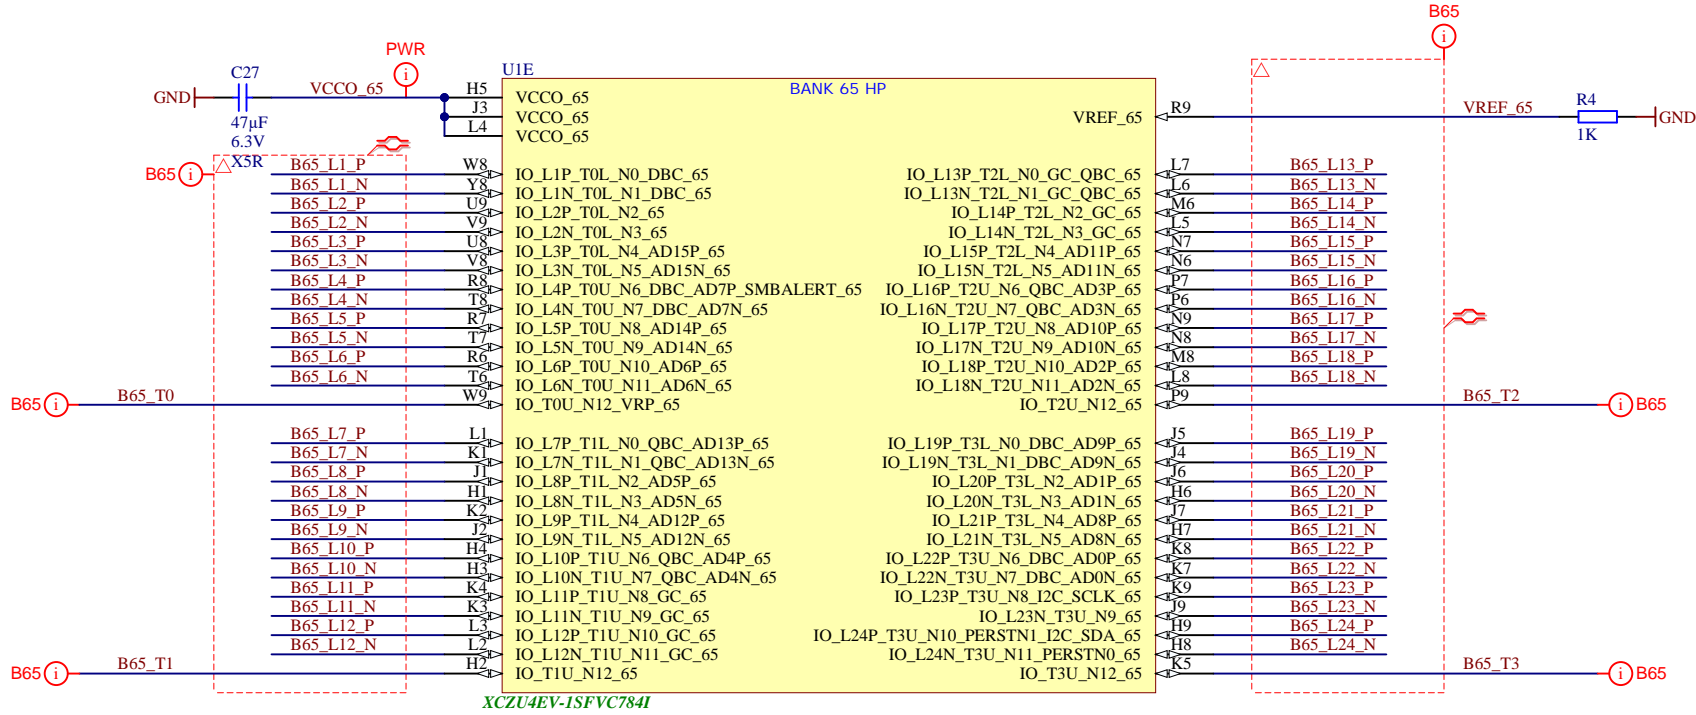 B65
i
PWR
i
U1E
BANK 65 HP
C27
GND
VCCO_65
47µF
6.3V
X5R
H5 VCCO_65
J3 VCCO_65
L4 VCCO_65
VREF_65 R9 VREF_65
R4
1K
GND
B65 i
B65_L1_P W8 IO_L1P_T0L_N0_DBC_65
B65_L1_N Y8 IO_L1N_T0L_N1_DBC_65
B65_L2_P U9 IO_L2P_T0L_N2_65
B65_L2_N V9 IO_L2N_T0L_N3_65
B65_L3_P U8 IO_L3P_T0L_N4_AD15P_65
B65_L3_N V8 IO_L3N_T0L_N5_AD15N_65
B65_L4_P R8 IO_L4P_T0U_N6_DBC_AD7P_SMBALERT_65
B65_L4_N T8 IO_L4N_T0U_N7_DBC_AD7N_65
B65_L5_P R7 IO_L5P_T0U_N8_AD14P_65
B65_L5_N T7 IO_L5N_T0U_N9_AD14N_65
B65_L6_P R6 IO_L6P_T0U_N10_AD6P_65
B65_L6_N T6 IO_L6N_T0U_N11_AD6N_65
B65 i B65_T0 W9 IO_T0U_N12_VRP_65
B65_L7_P L1 IO_L7P_T1L_N0_QBC_AD13P_65
B65_L7_N K1 IO_L7N_T1L_N1_QBC_AD13N_65
B65_L8_P J1 IO_L8P_T1L_N2_AD5P_65
B65_L8_N H1 IO_L8N_T1L_N3_AD5N_65
B65_L9_P K2 IO_L9P_T1L_N4_AD12P_65
B65_L9_N J2 IO_L9N_T1L_N5_AD12N_65
B65_L10_P H4 IO_L10P_T1U_N6_QBC_AD4P_65
B65_L10_N H3 IO_L10N_T1U_N7_QBC_AD4N_65
B65_L11_P K4 IO_L11P_T1U_N8_GC_65
B65_L11_N K3 IO_L11N_T1U_N9_GC_65
B65_L12_P L3 IO_L12P_T1U_N10_GC_65
B65_L12_N L2 IO_L12N_T1U_N11_GC_65
B65 i B65_T1 H2 IO_T1U_N12_65
IO_L13P_T2L_N0_GC_QBC_65 L7 B65_L13_P
IO_L13N_T2L_N1_GC_QBC_65 L6 B65_L13_N
IO_L14P_T2L_N2_GC_65 M6 B65_L14_P
IO_L14N_T2L_N3_GC_65 L5 B65_L14_N
IO_L15P_T2L_N4_AD11P_65 N7 B65_L15_P
IO_L15N_T2L_N5_AD11N_65 N6 B65_L15_N
IO_L16P_T2U_N6_QBC_AD3P_65 P7 B65_L16_P
IO_L16N_T2U_N7_QBC_AD3N_65 P6 B65_L16_N
IO_L17P_T2U_N8_AD10P_65 N9 B65_L17_P
IO_L17N_T2U_N9_AD10N_65 N8 B65_L17_N
IO_L18P_T2U_N10_AD2P_65 M8 B65_L18_P
IO_L18N_T2U_N11_AD2N_65 L8 B65_L18_N
IO_T2U_N12_65 P9 B65_T2 i B65
IO_L19P_T3L_N0_DBC_AD9P_65 J5 B65_L19_P
IO_L19N_T3L_N1_DBC_AD9N_65 J4 B65_L19_N
IO_L20P_T3L_N2_AD1P_65 J6 B65_L20_P
IO_L20N_T3L_N3_AD1N_65 H6 B65_L20_N
IO_L21P_T3L_N4_AD8P_65 J7 B65_L21_P
IO_L21N_T3L_N5_AD8N_65 H7 B65_L21_N
IO_L22P_T3U_N6_DBC_AD0P_65 K8 B65_L22_P
IO_L22N_T3U_N7_DBC_AD0N_65 K7 B65_L22_N
IO_L23P_T3U_N8_I2C_SCLK_65 K9 B65_L23_P
IO_L23N_T3U_N9_65 J9 B65_L23_N
IO_L24P_T3U_N10_PERSTN1_I2C_SDA_65 H9 B65_L24_P
IO_L24N_T3U_N11_PERSTN0_65 H8 B65_L24_N
IO_T3U_N12_65 K5 B65_T3 i B65
XCZU4EV-1SFVC784I